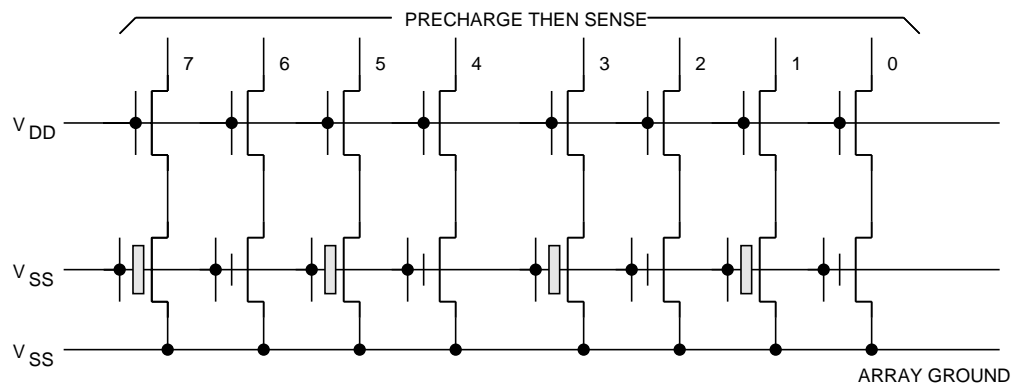 PRECHARGE THEN SENSE
7 6 5 4 3 2 1 0
V DD
V SS
V SS
ARRAY GROUND